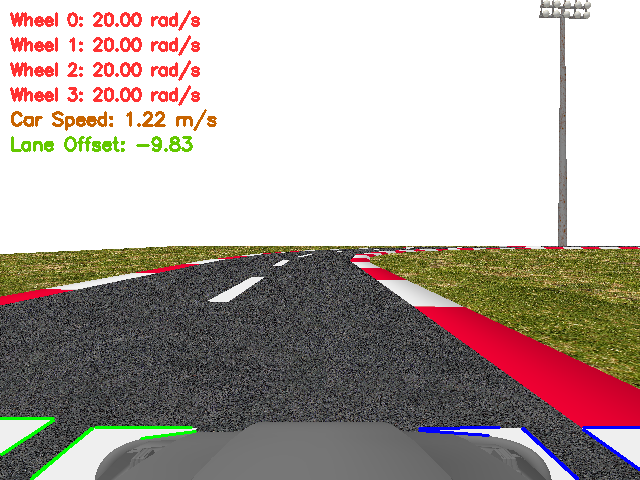 Wheel 0: 20.00 rad/s
Wheel 1: 20.00 rad/s
Wheel 2: 20.00 rad/s
Wheel 3: 20.00 rad/s
Car Speed: 1.22 m/s
Lane Offset: -9.83